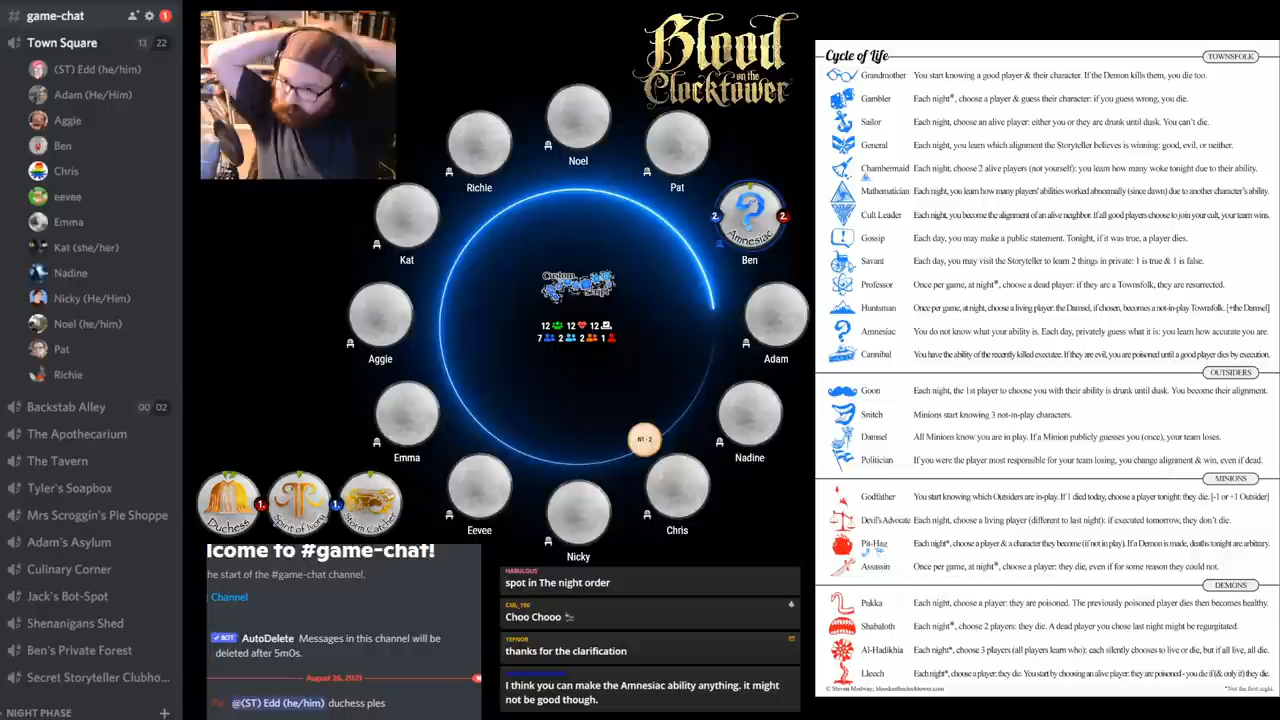 game-chat
1
Town Square
13 22
(ST) Edd (he/him)
Adam (He/Him)
Aggie
Ben
Chris
eevee
Emma
Kat (she/her)
Nadine
Nicky (He/Him)
Noel (he/him)
Pat
Richie
Backstab Alley
00 02
The Apothecarium
The Tavern
Tyler's Soapbox
Mrs Scroggin's Pie Shoppe
Adam's Asylum
Culinary Corner
Jack's Bot-Spot
Shenanigans Shed
Ben's Private Forest
Secret Storyteller Clubho...
NIGHT PHASE
Blood
on the
Clocktower
Noel
Richie
Pat
Kat
2.
Amnesiac
2.
Ben
Aggie
Custom
Script
12 12 12
7 2 2 1
Adam
Emma
N1 - 2
Nadine
Eevee
Nicky
Chris
Duchess
1.
Spirit of Ivory
1.
Storm Catcher
lcome to #game-chat!
he start of the #game-chat channel.
Channel
BOT AutoDelete Messages in this channel will be
deleted after 5m0s.
August 26, 2021
@(ST) Edd (he/him) duchess ples
HABULOUS
spot in The night order
CML_100
Choo Chooo
YEFNOR
thanks for the clarification
I think you can make the Amnesiac ability anything. it might
not be good though.
Cycle of Life
TOWNSFOLK
Grandmother You start knowing a good player & their character. If the Demon kills them, you die too.
Gambler Each night*, choose a player & guess their character: if you guess wrong, you die.
Sailor Each night, choose an alive player: either you or they are drunk until dusk. You can't die.
General Each night, you learn which alignment the Storyteller believes is winning: good, evil, or neither.
Chambermaid Each night, choose 2 alive players (not yourself): you learn how many woke tonight due to their ability.
Mathematician Each night, you learn how many players' abilities worked abnormally (since dawn) due to another character's ability.
Cult Leader Each night, you become the alignment of an alive neighbor. If all good players choose to join your cult, your team wins.
Gossip Each day, you may make a public statement. Tonight, if it was true, a player dies.
Savant Each day, you may visit the Storyteller to learn 2 things in private: 1 is true & 1 is false.
Professor Once per game, at night*, choose a dead player: if they are a Townsfolk, they are resurrected.
Huntsman Once per game, at night, choose a living player: the Damsel, if chosen, becomes a not-in-play Townsfolk. [+the Damsel]
Amnesiac You do not know what your ability is. Each day, privately guess what it is: you learn how accurate you are.
Cannibal You have the ability of the recently killed executee. If they are evil, you are poisoned until a good player dies by execution.
OUTSIDERS
Goon Each night, the 1st player to choose you with their ability is drunk until dusk. You become their alignment.
Snitch Minions start knowing 3 not-in-play characters.
Damsel All Minions know you are in play. If a Minion publicly guesses you (once), your team loses.
Politician If you were the player most responsible for your team losing, you change alignment & win, even if dead.
MINIONS
Godfather You start knowing which Outsiders are in-play. If 1 died today, choose a player tonight: they die. [-1 or +1 Outsider]
Devil's Advocate Each night, choose a living player (different to last night): if executed tomorrow, they don't die.
Pit-Hag Each night*, choose a player & a character they become (if not in play). If a Demon is made, deaths tonight are arbitrary.
Assassin Once per game, at night*, choose a player: they die, even if for some reason they could not.
DEMONS
Pukka Each night, choose a player: they are poisoned. The previously poisoned player dies then becomes healthy.
Shabaloth Each night*, choose 2 players: they die. A dead player you chose last night might be regurgitated.
Al-Hadikhia Each night*, choose 3 players (all players learn who): each silently chooses to live or die, but if all live, all die.
Lleech Each night*, choose a player: they die. You start by choosing an alive player: they are poisoned - you die if (& only if) they die.
© Steven Medway, bloodontheclocktower.com
*Not the first night.